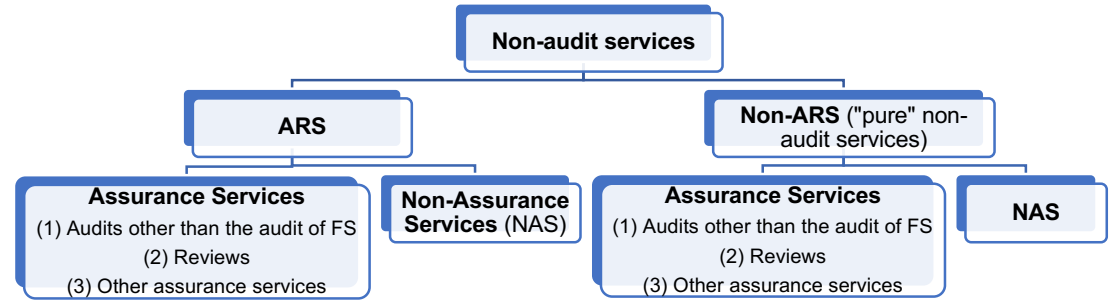 Non-audit services
ARS
Non-ARS ("pure" non-
audit services)
Assurance Services
(1) Audits other than the audit of FS
(2) Reviews
(3) Other assurance services
Non-Assurance
Services (NAS)
Assurance Services
(1) Audits other than the audit of FS
(2) Reviews
(3) Other assurance services
NAS